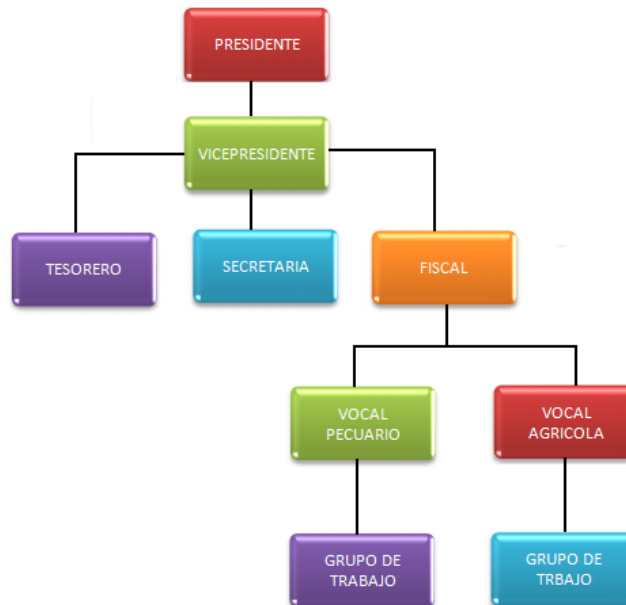 PRESIDENTE
VICEPRESIDENTE
TESORERO
SECRETARIA
FISCAL
VOCAL
PECUARIO
VOCAL
AGRICOLA
GRUPO DE
TRABAJO
GRUPO DE
TRBAJO